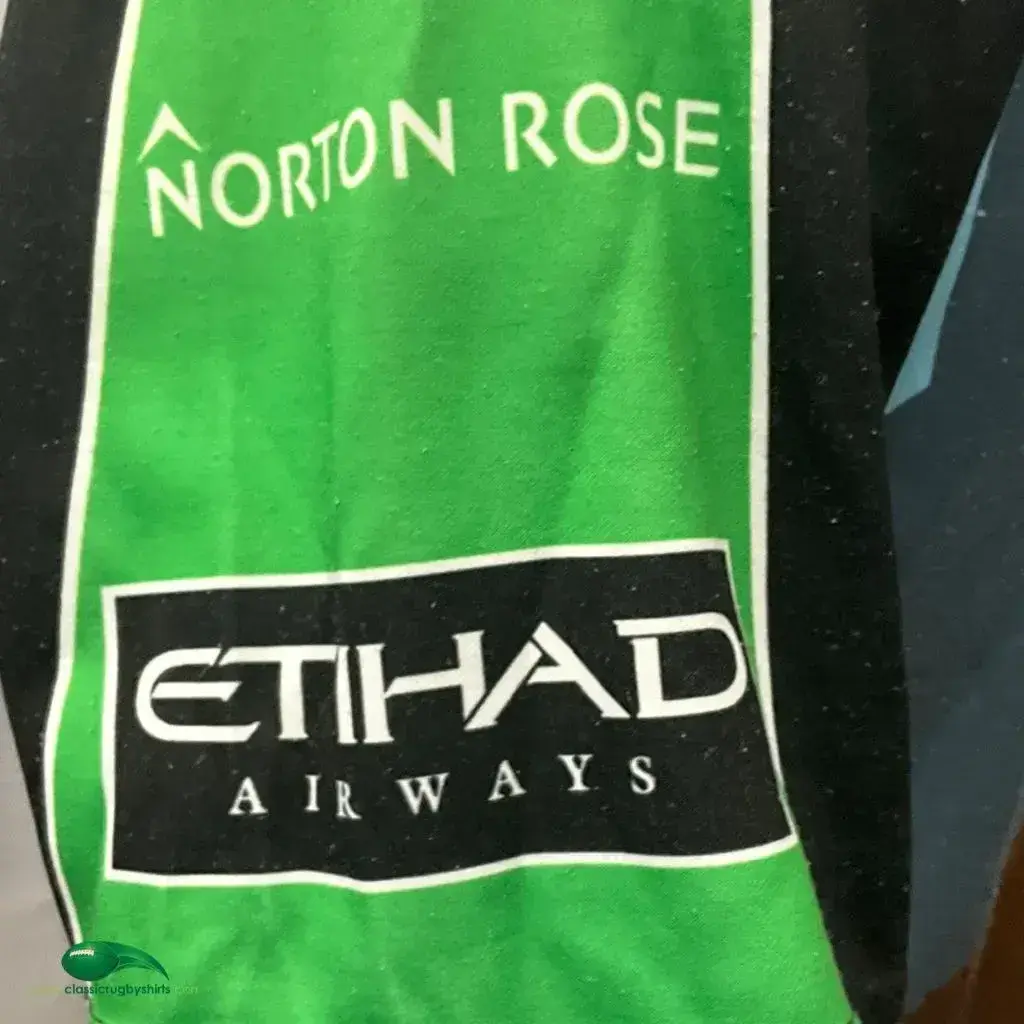 NORTON ROSE
ETIHAD
AIRWAYS
classicrugbyshirts